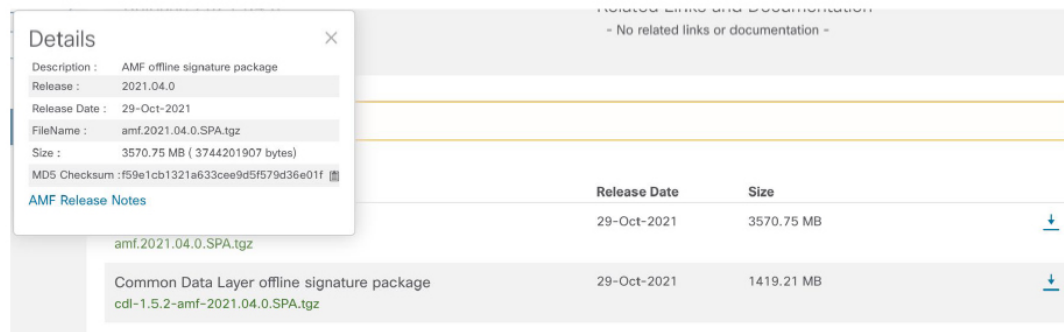 Related Links and Documentation
- No related links or documentation -
Details
Description : AMF offline signature package
Release : 2021.04.0
Release Date : 29-Oct-2021
FileName : amf.2021.04.0.SPA.tgz
Size : 3570.75 MB ( 3744201907 bytes)
MD5 Checksum :f59e1cb1321a633cee9d5f579d36e01f
AMF Release Notes
Release Date Size
29-Oct-2021 3570.75 MB
amf.2021.04.0.SPA.tgz
Common Data Layer offline signature package 29-Oct-2021 1419.21 MB
cdl-1.5.2-amf-2021.04.0.SPA.tgz